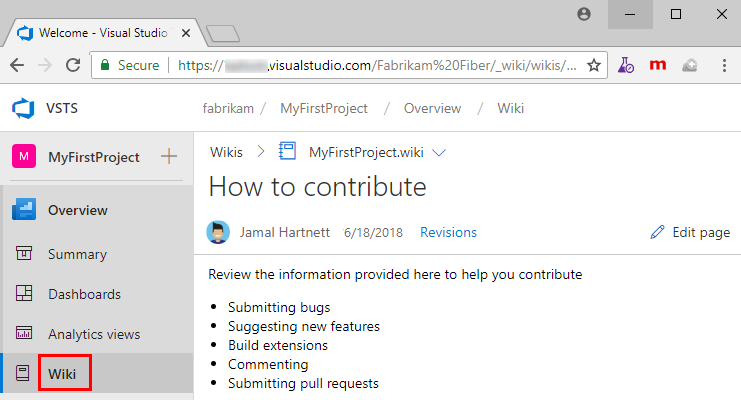 Welcome - Visual Studio
Secure https:// .visualstudio.com/Fabrikam%20Fiber/_wiki/wikis/... m
VSTS fabrikam / MyFirstProject / Overview / Wiki
M MyFirstProject
Wikis > MyFirstProject.wiki
How to contribute
Overview
Jamal Hartnett 6/18/2018 Revisions Edit page
Summary
Review the information provided here to help you contribute
Dashboards
• Submitting bugs
• Suggesting new features
Analytics views
• Build extensions
• Commenting
Wiki
• Submitting pull requests